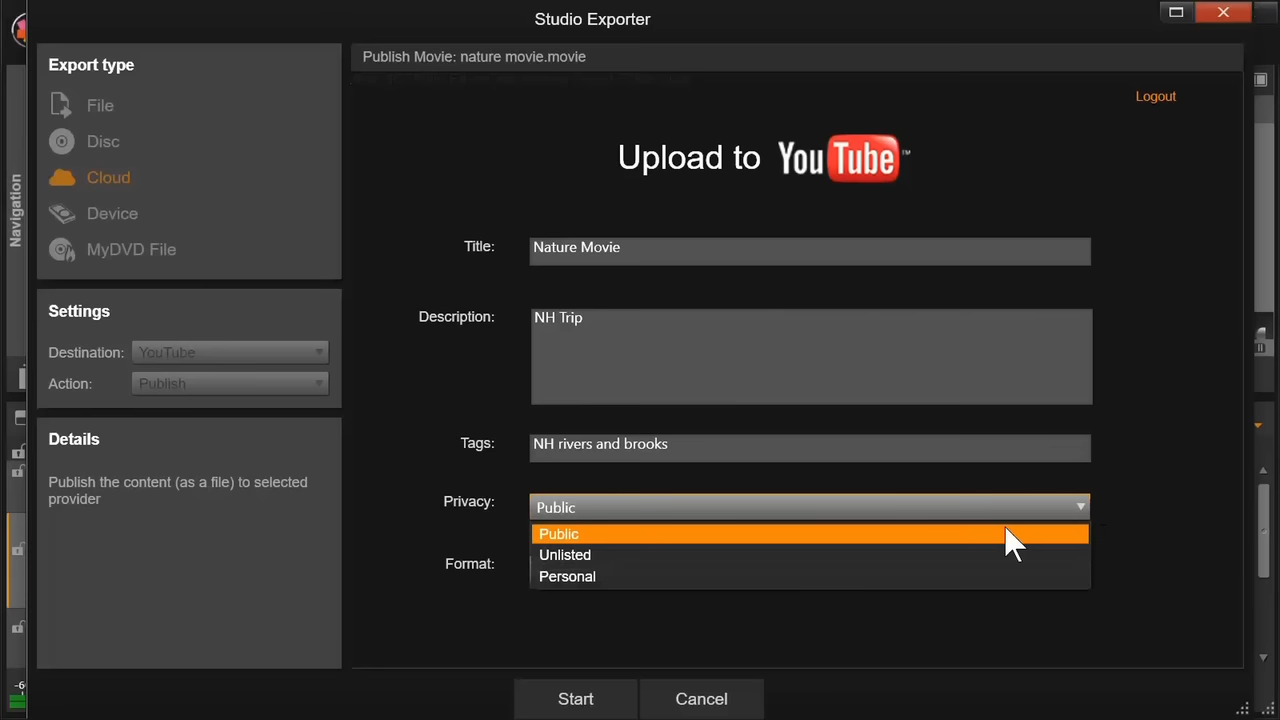 Studio Exporter
Export type
File
Disc
Cloud
Device
MyDVD File
Navigation
Settings
Destination: YouTube
Action: Publish
Details
Publish the content (as a file) to selected
provider
Publish Movie: nature movie.movie
Logout
Upload to YouTube™
Title: Nature Movie
Description: NH Trip
Tags: NH rivers and brooks
Privacy: Public
Public
Unlisted
Personal
Format:
Start Cancel